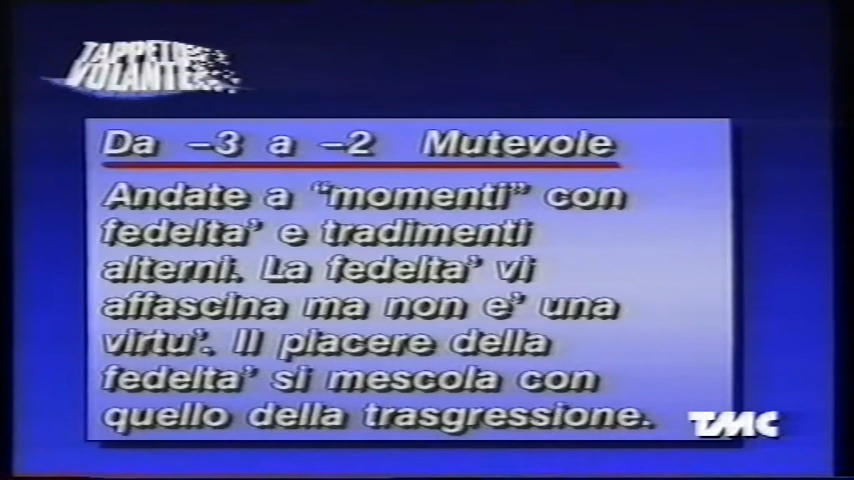 TAPPETO
VOLANTE
Da -3 a -2 Mutevole
Andate a “momenti” con
fedelta’ e tradimenti
alterni. La fedelta’ vi
affascina ma non e’ una
virtu’. Il piacere della
fedelta’ si mescola con
quello della trasgressione.
TMC